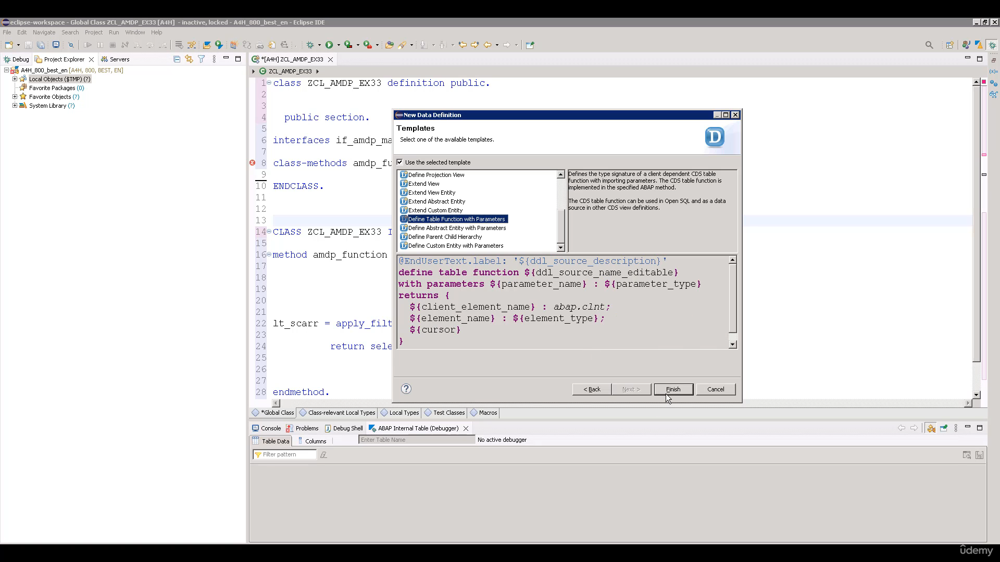 eclipse-workspace - Global Class ZCL_AMDP_EX33 [A4H] - inactive, locked - A4H_800_best_en - Eclipse IDE
File Edit Navigate Search Project Run Window Help
Debug Project Explorer Servers
*[A4H] ZCL_AMDP_EX33
A4H_800_best_en [A4H, 800, BEST, EN]
Local Objects ($TMP) (?)
Favorite Packages (0)
Favorite Objects (?)
System Library (?)
ZCL_AMDP_EX33
1 class ZCL_AMDP_EX33 definition public.
2
3
4 public section.
5
6 interfaces if_amdp_ma
7
8 class-methods amdp_fu
9
10 ENDCLASS.
11
12
13
14 CLASS ZCL_AMDP_EX33 I
15
16 method amdp_function
17
18
19
20
21
22 lt_scarr = apply_filt
23
24 return sele
25
26
27
28 endmethod.
New Data Definition
Templates
Select one of the available templates.
D
Use the selected template
Define Projection View
Extend View
Extend View Entity
Extend Abstract Entity
Extend Custom Entity
Define Table Function with Parameters
Define Abstract Entity with Parameters
Define Parent Child Hierarchy
Define Custom Entity with Parameters
Defines the type signature of a client dependent CDS table
function with importing parameters. The CDS table function is
implemented in the specified ABAP method.
The CDS table function can be used in Open SQL and as a data
source in other CDS view definitions.
@EndUserText.label: '${ddl_source_description}'
define table function ${ddl_source_name_editable}
with parameters ${parameter_name} : ${parameter_type}
returns {
${client_element_name} : abap.clnt;
${element_name} : ${element_type};
${cursor}
}
? < Back Next > Finish Cancel
*Global Class Class-relevant Local Types Local Types Test Classes Macros
Console Problems Debug Shell ABAP Internal Table (Debugger)
Table Data Columns Enter Table Name No active debugger
Filter pattern
udemy